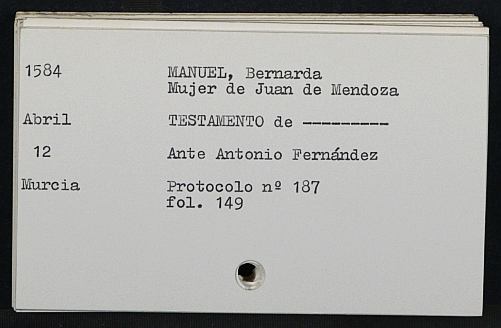 1584 MANUEL, Bernarda
Mujer de Juan de Mendoza
Abril TESTAMENTO de ---------
12 Ante Antonio Fernández
Murcia Protocolo nº 187
fol. 149